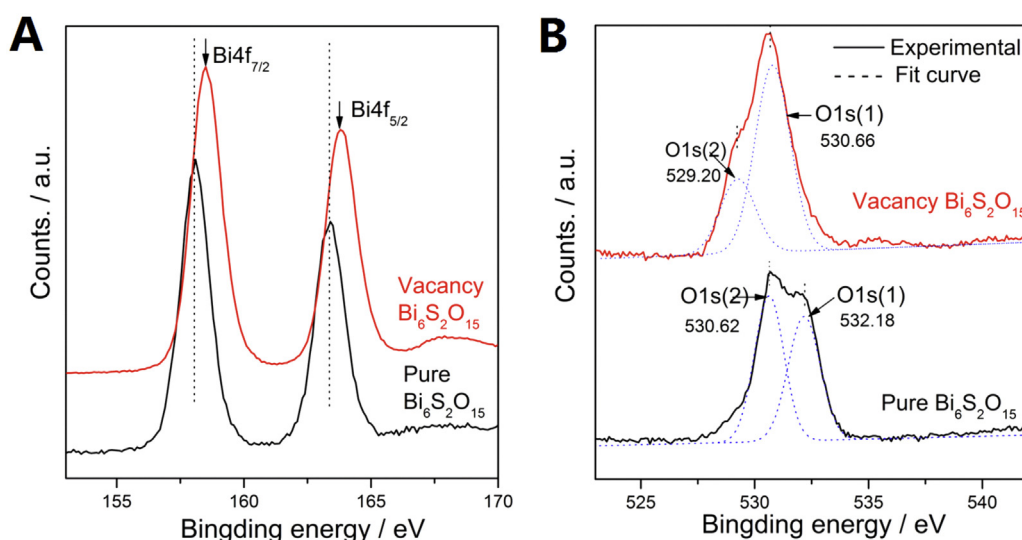 A
Bi4f7/2
Bi4f5/2
Vacancy
Bi6S2O15
Pure
Bi6S2O15
Counts. / a.u.
155
160
165
170
Bingding energy / eV
B
Experimental
Fit curve
O1s(1)
530.66
O1s(2)
529.20
Vacancy Bi6S2O15
O1s(2)
530.62
O1s(1)
532.18
Pure Bi6S2O15
Counts. / a.u.
525
530
535
540
Bingding energy / eV